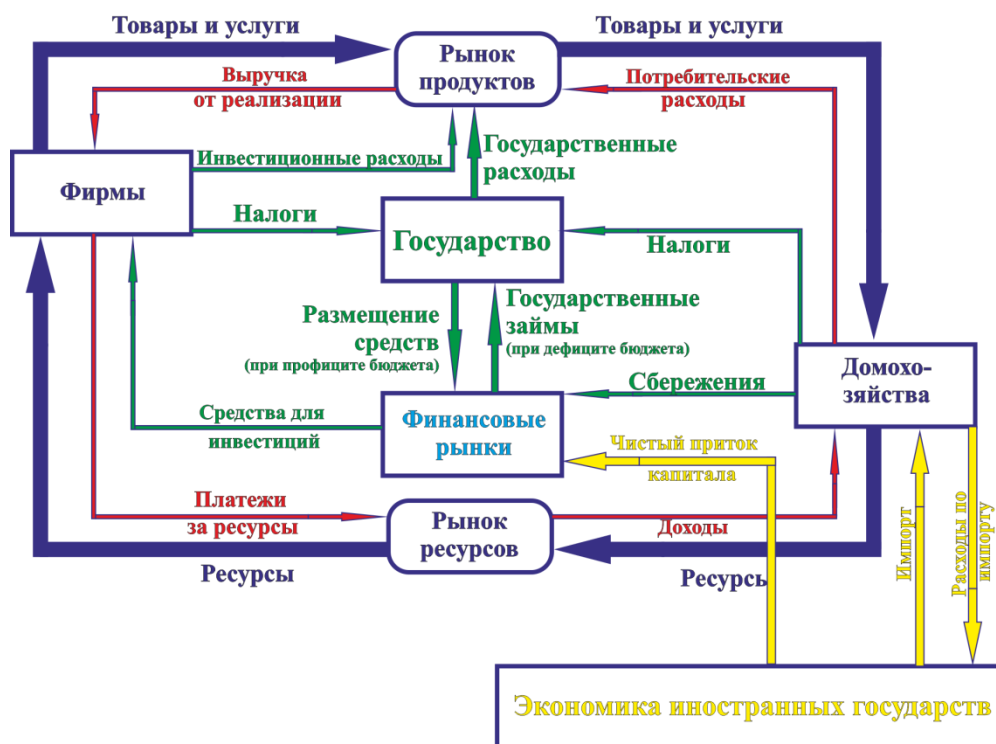 Товары и услуги
Товары и услуги
Рынок
продуктов
Выручка
от реализации
Потребительские
расходы
Инвестиционные расходы
Государственные
расходы
Фирмы
Налоги
Государство
Налоги
Размещение
средств
(при профиците бюджета)
Государственные
займы
(при дефиците бюджета)
Домохо-
зяйства
Сбережения
Средства для
инвестиций
Финансовые
рынки
Чистый приток
капитала
Платежи
за ресурсы
Рынок
ресурсов
Доходы
Ресурсы
Ресурсь
Импорт
Расходы по
импорту
Экономика иностранных государств